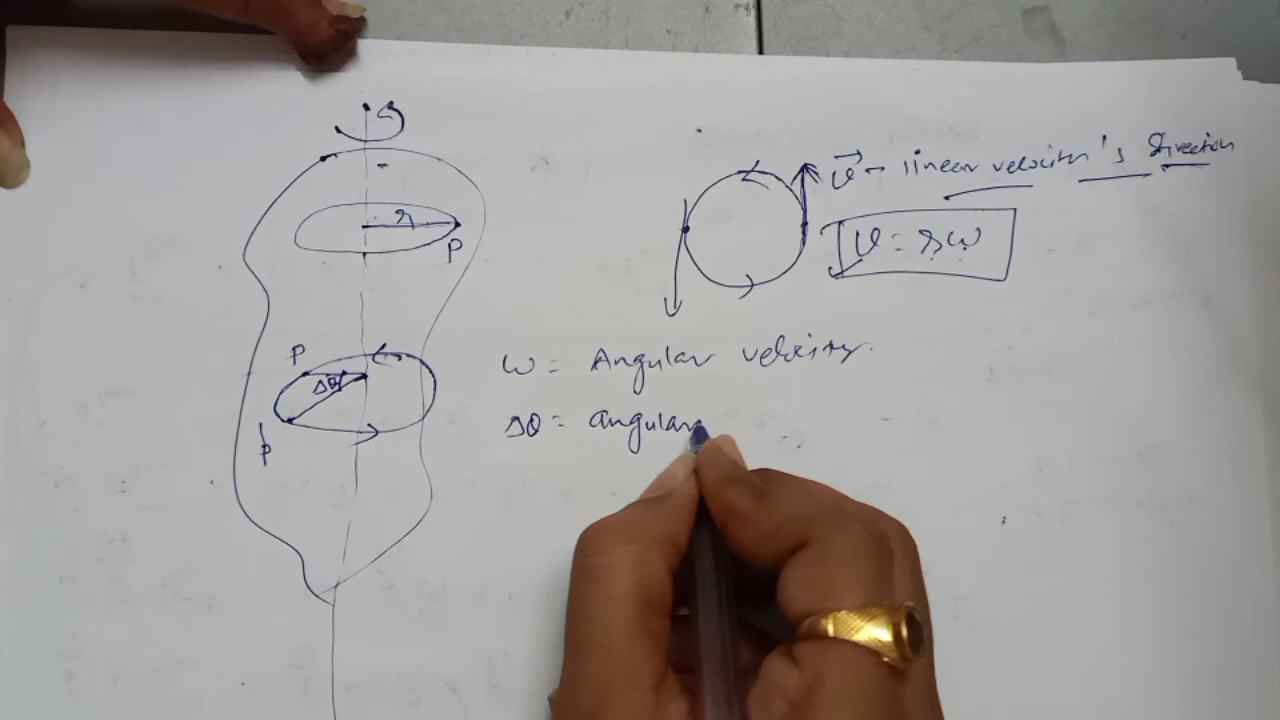 r
P
P
Δθ
P
v⃗ - linear velocity's direction
v = rω
ω = Angular velocity.
Δθ = angular